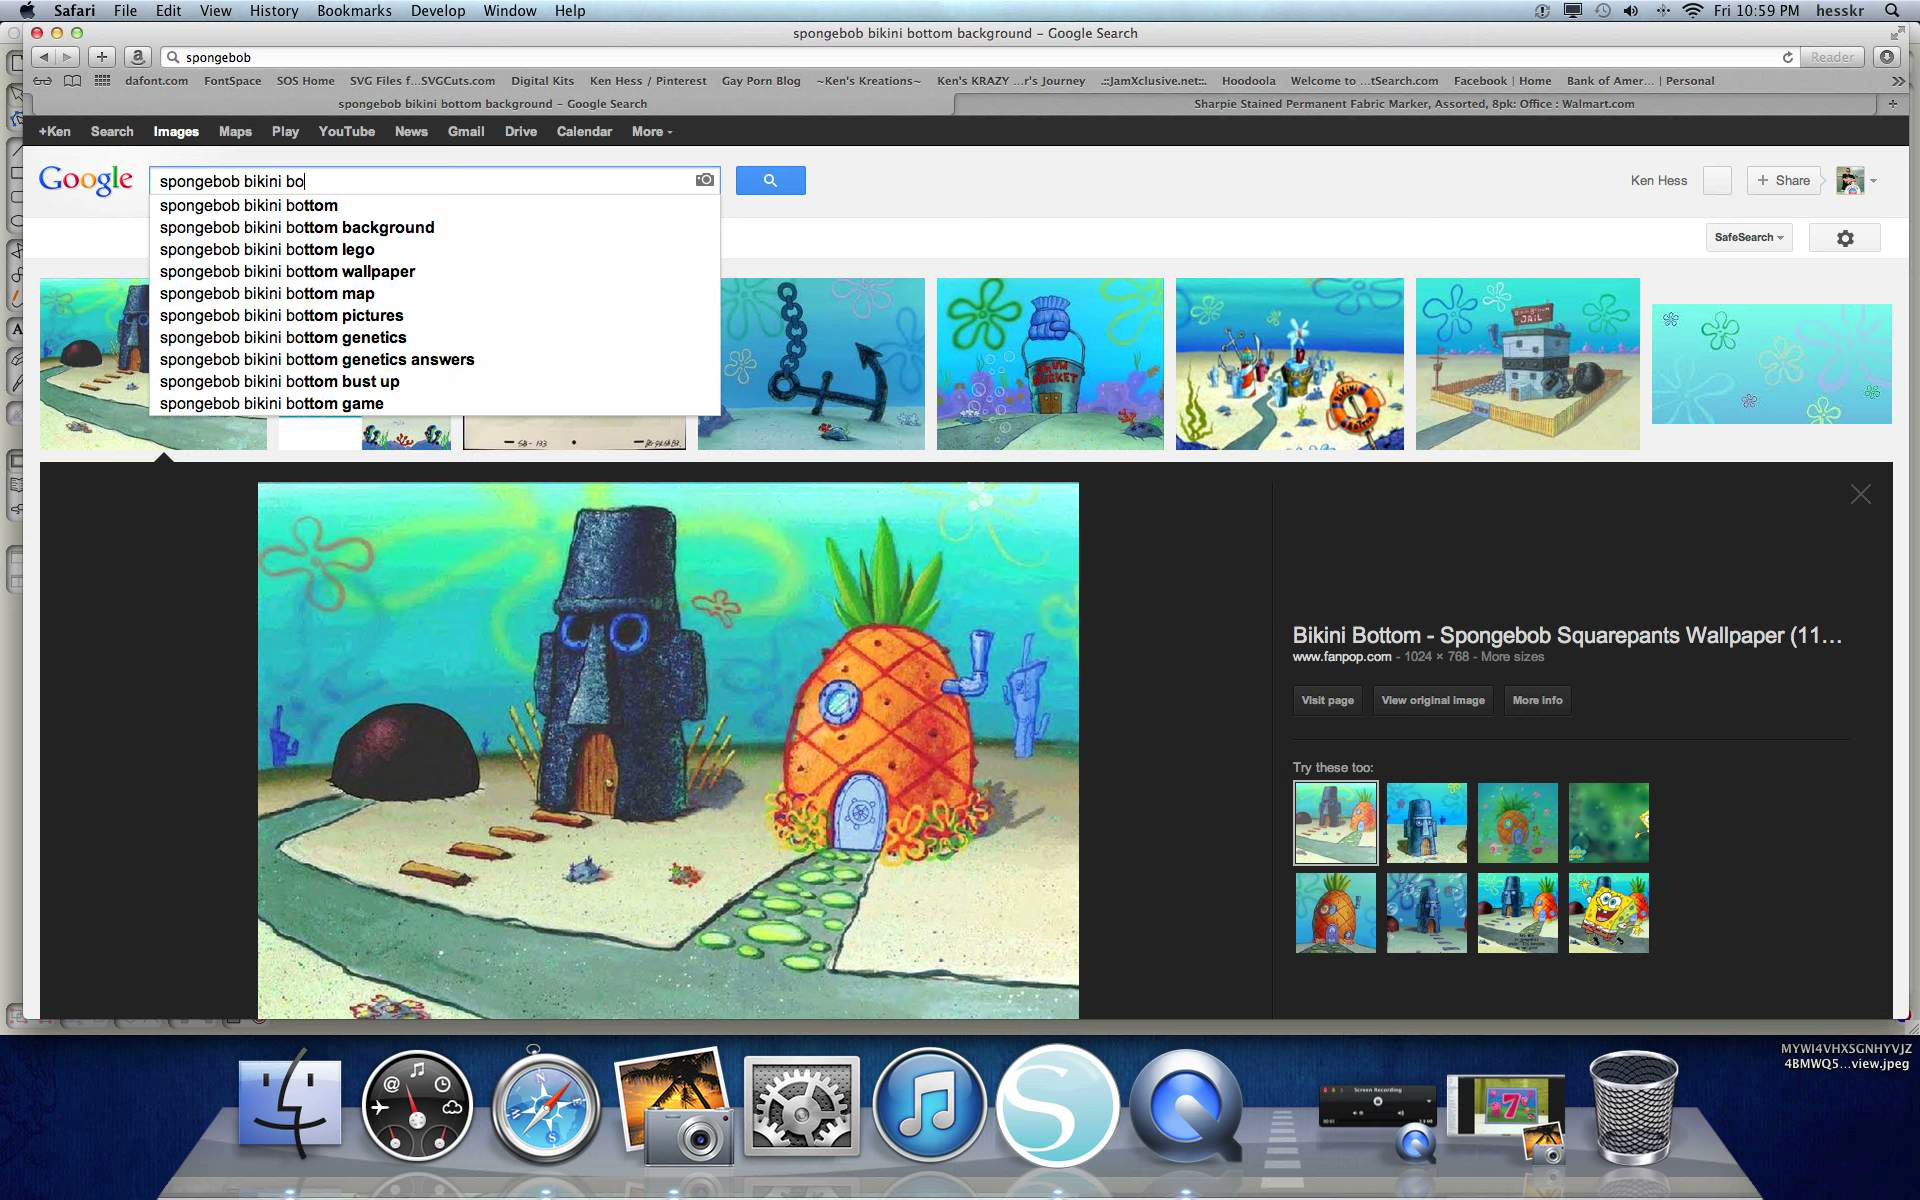 Safari File Edit View History Bookmarks Develop Window Help Fri 10:59 PM hesskr
spongebob bikini bottom background – Google Search
spongebob Reader
dafont.com FontSpace SOS Home SVG Files f...SVGCuts.com Digital Kits Ken Hess / Pinterest Gay Porn Blog ~Ken's Kreations~ Ken's KRAZY ...r's Journey .::JamXclusive.net::. Hoodoola Welcome to ...tSearch.com Facebook | Home Bank of Amer... | Personal
spongebob bikini bottom background – Google Search Sharpie Stained Permanent Fabric Marker, Assorted, 8pk: Office : Walmart.com
+Ken Search Images Maps Play YouTube News Gmail Drive Calendar More
Google spongebob bikini bo Ken Hess + Share
spongebob bikini bottom
spongebob bikini bottom background
SafeSearch
spongebob bikini bottom lego
spongebob bikini bottom wallpaper
spongebob bikini bottom map
spongebob bikini bottom pictures
spongebob bikini bottom genetics
spongebob bikini bottom genetics answers
spongebob bikini bottom bust up
spongebob bikini bottom game
JAIL
BUCKET
BIKINI
Bikini Bottom - Spongebob Squarepants Wallpaper (11...
www.fanpop.com - 1024 × 768 - More sizes
Visit page View original image More info
Try these too:
MYWI4VHXSGNHYVJZ
4BMWQ5...view.jpeg
Screen Recording
7
S